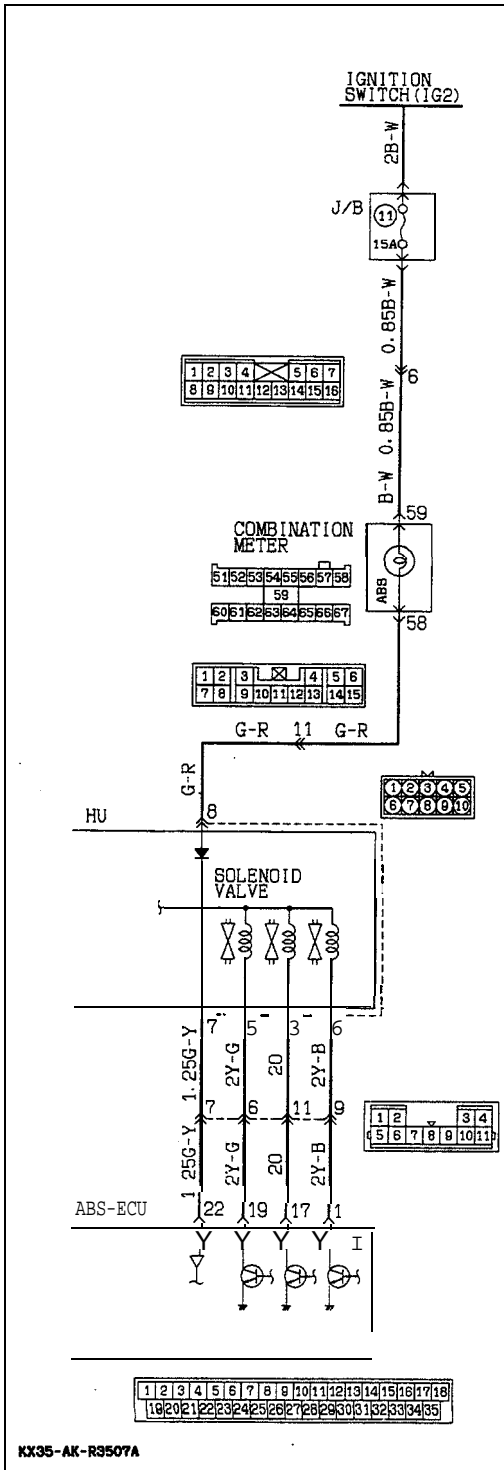 IGNITION
SWITCH(IG2)
2B-W
J/B
11
15A
0.85B-W
6
1 2 3 4 5 6 7
8 9 10 11 12 13 14 15 16
B-W 0.85B-W
59
COMBINATION
METER
ABS
51 52 53 54 55 56 57 58
59
60 61 62 63 64 65 66 67
58
1 2 3 4 5 6
7 8 9 10 11 12 13 14 15
G-R 11 G-R
G-R
8
1 2 3 4 5
6 7 8 9 10
HU
SOLENOID
VALVE
7 5 3 6
1.25G-Y 2Y-G 20 2Y-B
7 6 11 9
1 2 3 4
5 6 7 8 9 10 11
1 25G-Y 2Y-G 20 2Y-B
ABS-ECU 22 19 17 1
I
1 2 3 4 5 6 7 8 9 10 11 12 13 14 15 16 17 18
19 20 21 22 23 24 25 26 27 28 29 30 31 32 33 34 35
KX35-AK-R3507A